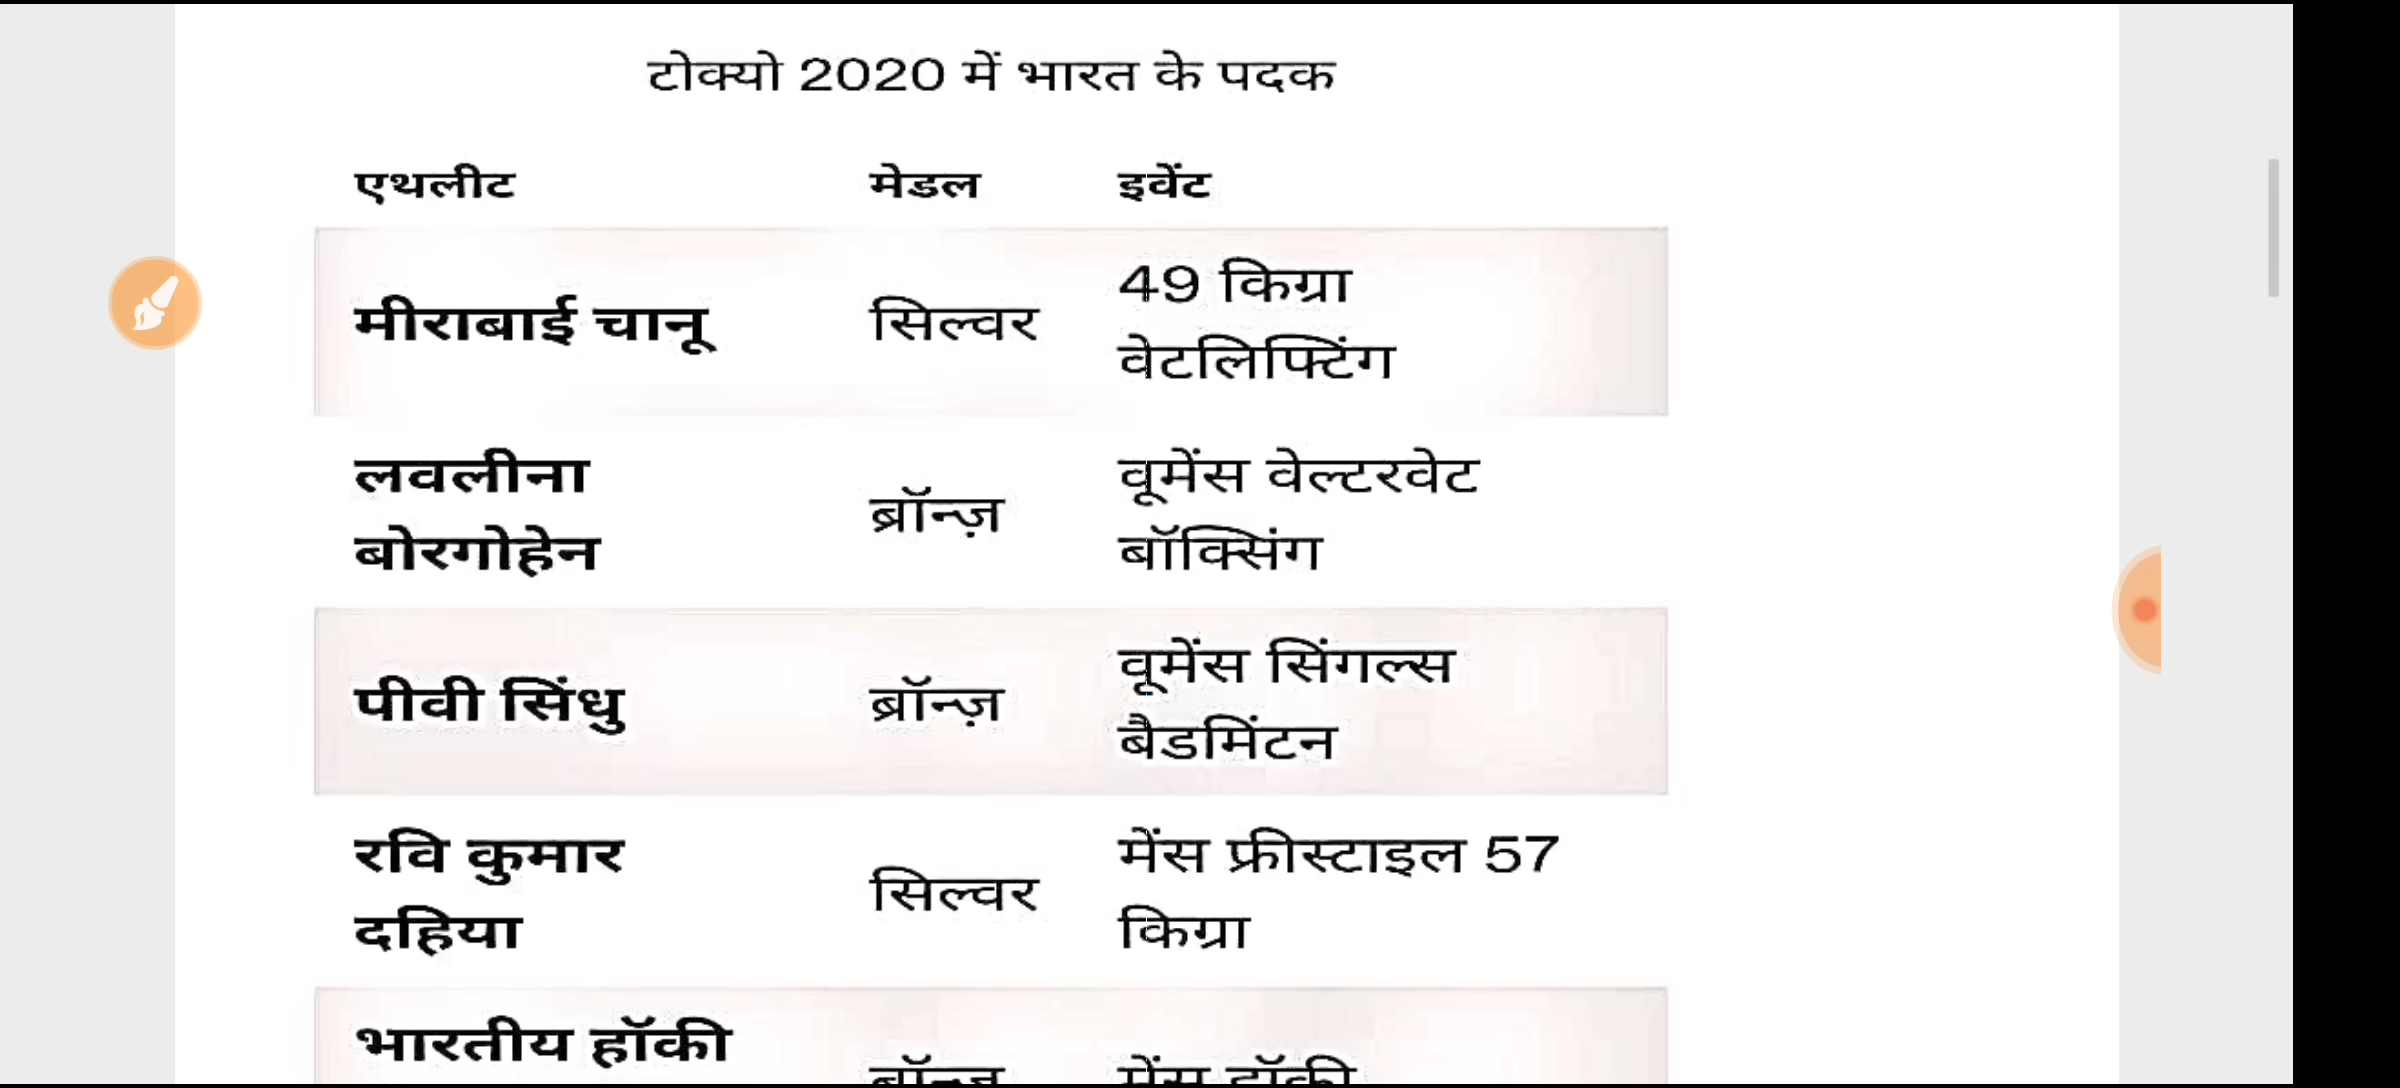 टोक्यो 2020 में भारत के पदक
एथलीट मेडल इवेंट
मीराबाई चानू सिल्वर 49 किग्रा
वेटलिफ्टिंग
लवलीना
बोरगोहेन ब्रॉन्ज़ वूमेंस वेल्टरवेट
बॉक्सिंग
पीवी सिंधु ब्रॉन्ज़ वूमेंस सिंगल्स
बैडमिंटन
रवि कुमार
दहिया सिल्वर मेंस फ्रीस्टाइल 57
किग्रा
भारतीय हॉकी
ब्रॉन्ज़ मेंस हॉकी